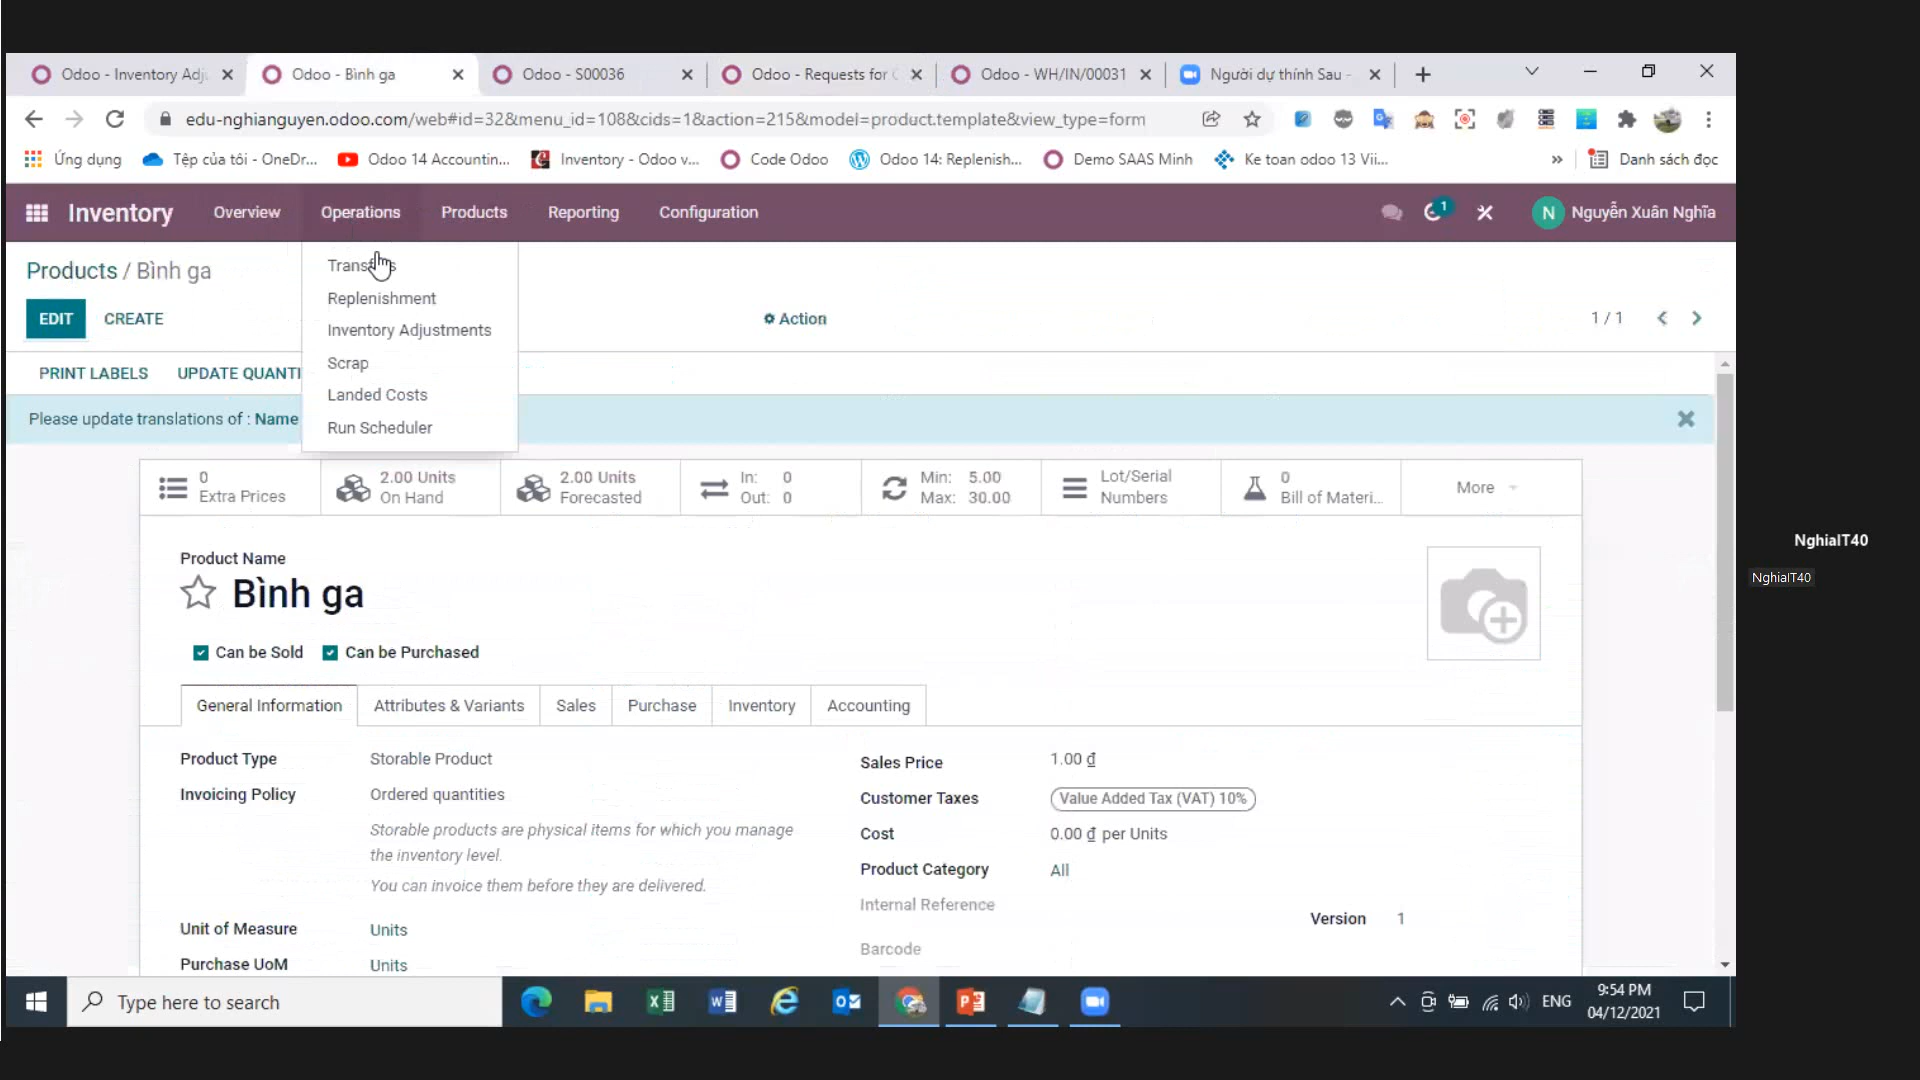 Odoo - Inventory Adj
Odoo - Bình ga
Odoo - S00036
Odoo - Requests for
Odoo - WH/IN/00031
Người dự thính Sau -
edu-nghianguyen.odoo.com/web#id=32&menu_id=108&cids=1&action=215&model=product.template&view_type=form
Ứng dụng
Tệp của tôi - OneDr...
Odoo 14 Accountin...
Inventory - Odoo v...
Code Odoo
Odoo 14: Replenish...
Demo SAAS Minh
Ke toan odoo 13 Vii...
»
Danh sách đọc
Inventory
Overview
Operations
Products
Reporting
Configuration
1
N
Nguyễn Xuân Nghĩa
Products / Bình ga
EDIT
CREATE
Action
1 / 1
Transfers
Replenishment
Inventory Adjustments
Scrap
Landed Costs
Run Scheduler
PRINT LABELS
UPDATE QUANTI
Please update translations of : Name
0
Extra Prices
2.00 Units
On Hand
2.00 Units
Forecasted
In: 0
Out: 0
Min: 5.00
Max: 30.00
Lot/Serial
Numbers
0
Bill of Materi...
More
Product Name
Bình ga
Can be Sold
Can be Purchased
General Information
Attributes & Variants
Sales
Purchase
Inventory
Accounting
Product Type Storable Product
Invoicing Policy Ordered quantities
Storable products are physical items for which you manage
the inventory level.
You can invoice them before they are delivered.
Unit of Measure Units
Purchase UoM Units
Sales Price 1.00 ₫
Customer Taxes Value Added Tax (VAT) 10%
Cost 0.00 ₫ per Units
Product Category All
Internal Reference
Version 1
Barcode
NghiaIT40
NghiaIT40
Type here to search
ENG
9:54 PM
04/12/2021